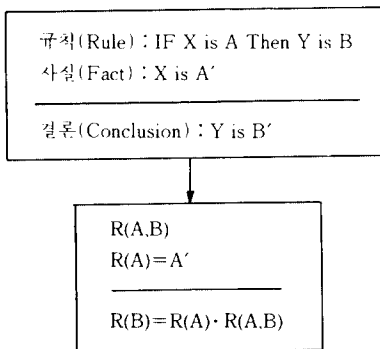 규칙(Rule) : IF X is A Then Y is B
사실(Fact) : X is A′
결론(Conclusion) : Y is B′
R(A,B)
R(A)=A′
R(B)=R(A)· R(A,B)